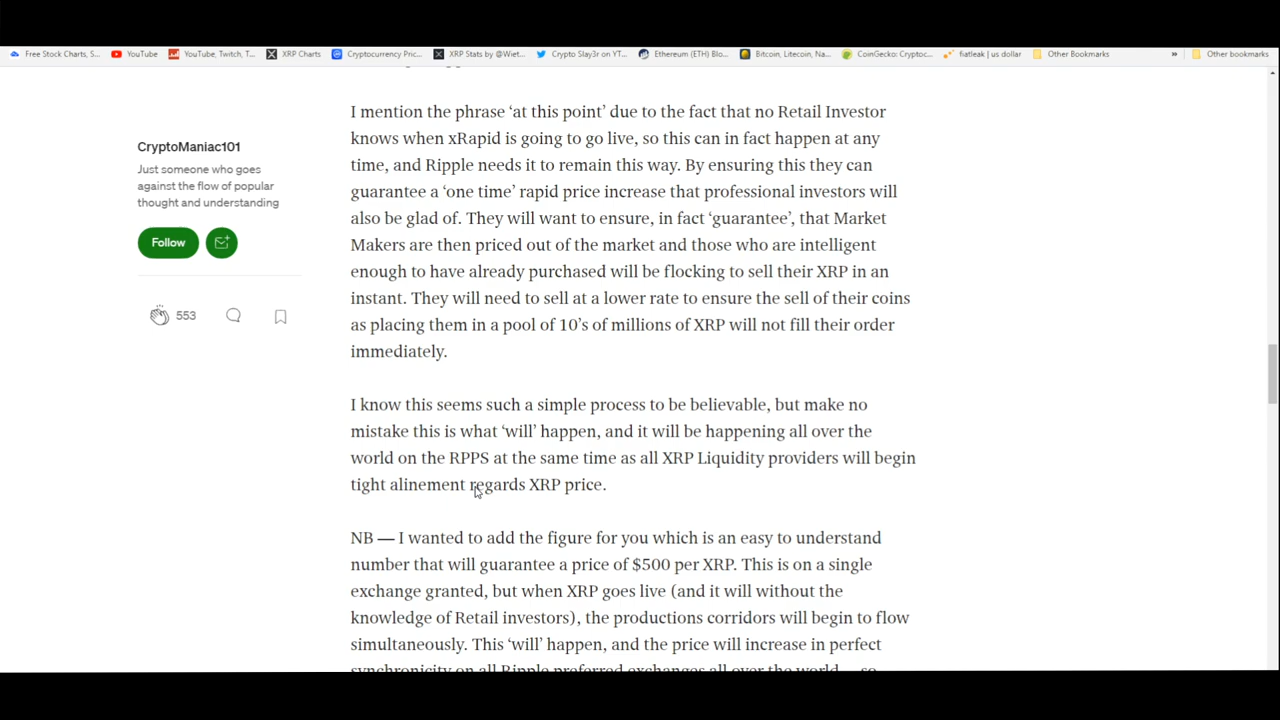 Free Stock Charts, S...
YouTube
YouTube, Twitch, T...
XRP Charts
Cryptocurrency Pric...
XRP Stats by @Wiet...
Crypto Slay3r on YT...
Ethereum (ETH) Blo...
Bitcoin, Litecoin, Na...
CoinGecko: Cryptoc...
fiatleak | us dollar
Other Bookmarks
»
Other bookmarks
CryptoManiac101
Just someone who goes
against the flow of popular
thought and understanding
Follow
553
I mention the phrase ‘at this point’ due to the fact that no Retail Investor
knows when xRapid is going to go live, so this can in fact happen at any
time, and Ripple needs it to remain this way. By ensuring this they can
guarantee a ‘one time’ rapid price increase that professional investors will
also be glad of. They will want to ensure, in fact ‘guarantee’, that Market
Makers are then priced out of the market and those who are intelligent
enough to have already purchased will be flocking to sell their XRP in an
instant. They will need to sell at a lower rate to ensure the sell of their coins
as placing them in a pool of 10’s of millions of XRP will not fill their order
immediately.
I know this seems such a simple process to be believable, but make no
mistake this is what ‘will’ happen, and it will be happening all over the
world on the RPPS at the same time as all XRP Liquidity providers will begin
tight alinement regards XRP price.
NB — I wanted to add the figure for you which is an easy to understand
number that will guarantee a price of $500 per XRP. This is on a single
exchange granted, but when XRP goes live (and it will without the
knowledge of Retail investors), the productions corridors will begin to flow
simultaneously. This ‘will’ happen, and the price will increase in perfect
synchronicity on all Ripple preferred exchanges all over the world — so